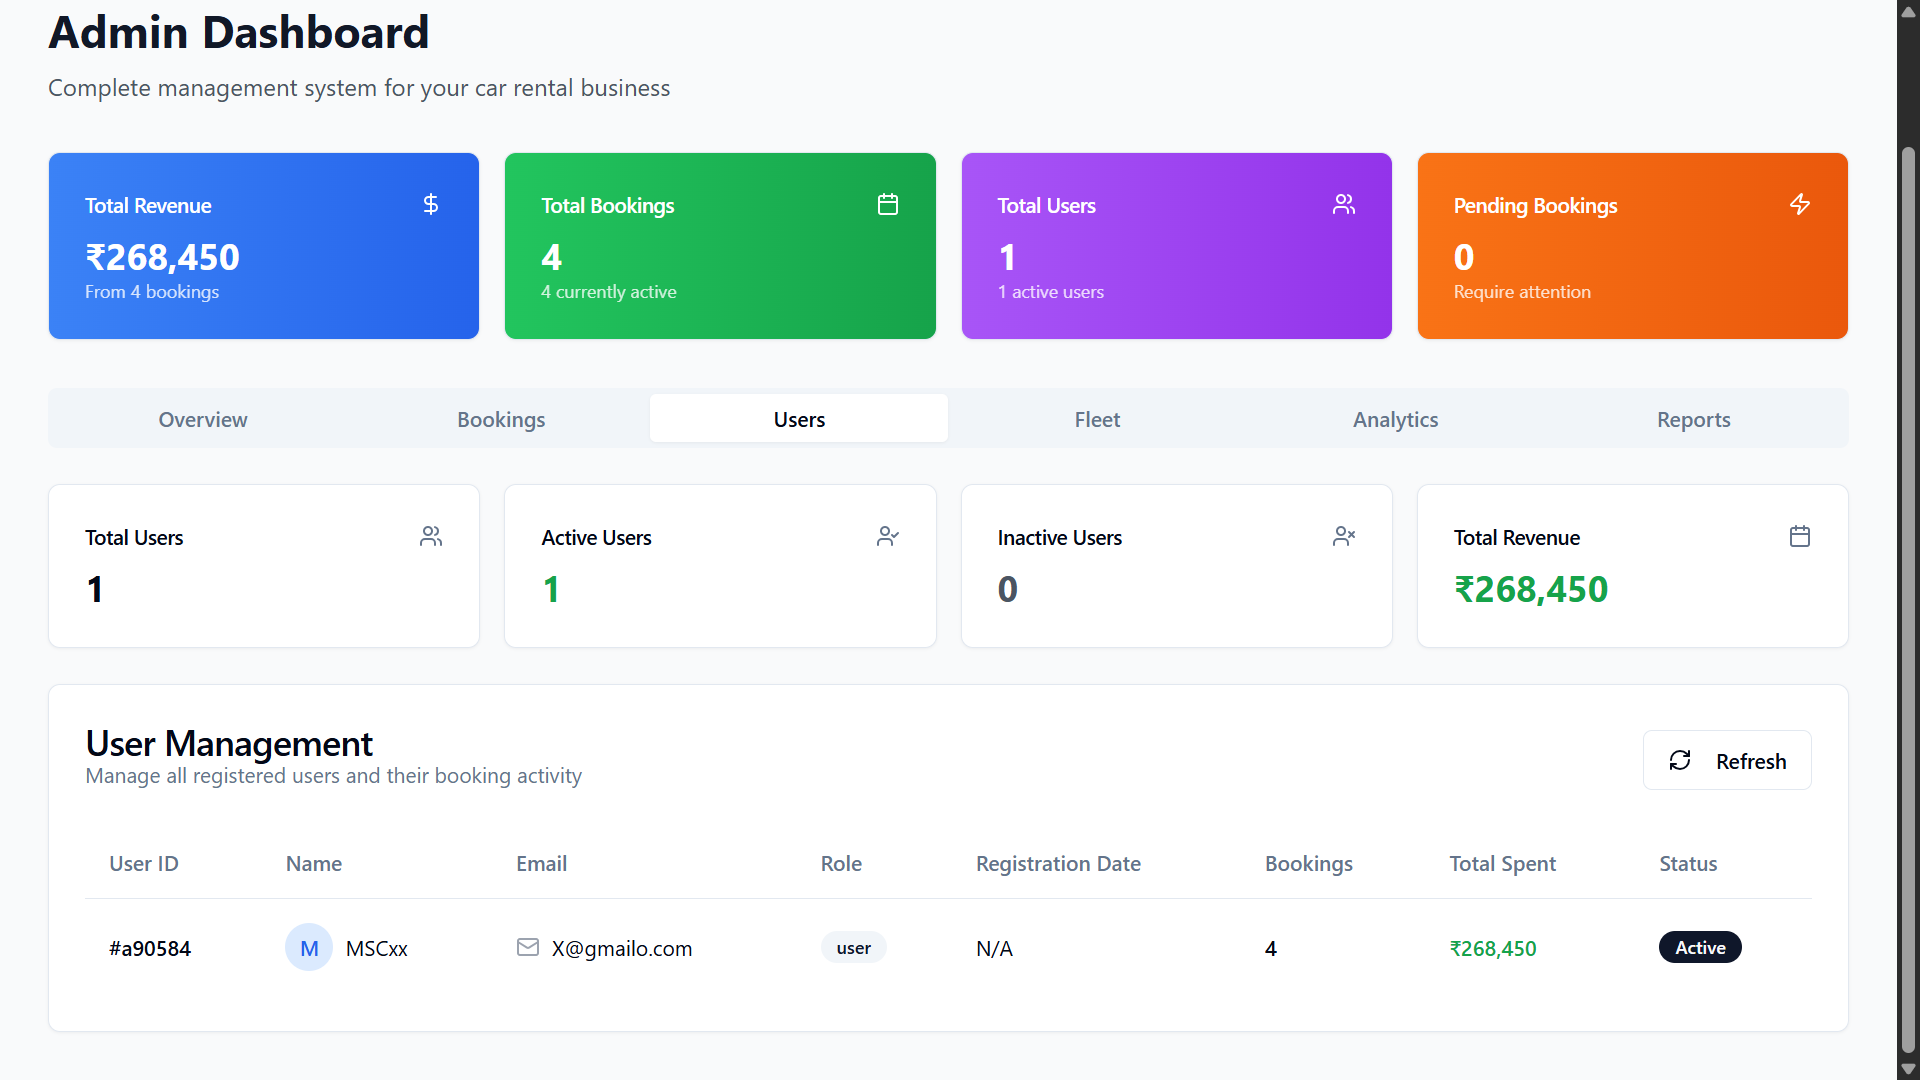 Admin Dashboard
Complete management system for your car rental business
Total Revenue
₹268,450
From 4 bookings
Total Bookings
4
4 currently active
Total Users
1
1 active users
Pending Bookings
0
Require attention
Overview Bookings Users Fleet Analytics Reports
Total Users
1
Active Users
1
Inactive Users
0
Total Revenue
₹268,450
User Management
Manage all registered users and their booking activity
Refresh
User ID Name Email Role Registration Date Bookings Total Spent Status
#a90584 M MSCxx X@gmailo.com user N/A 4 ₹268,450 Active